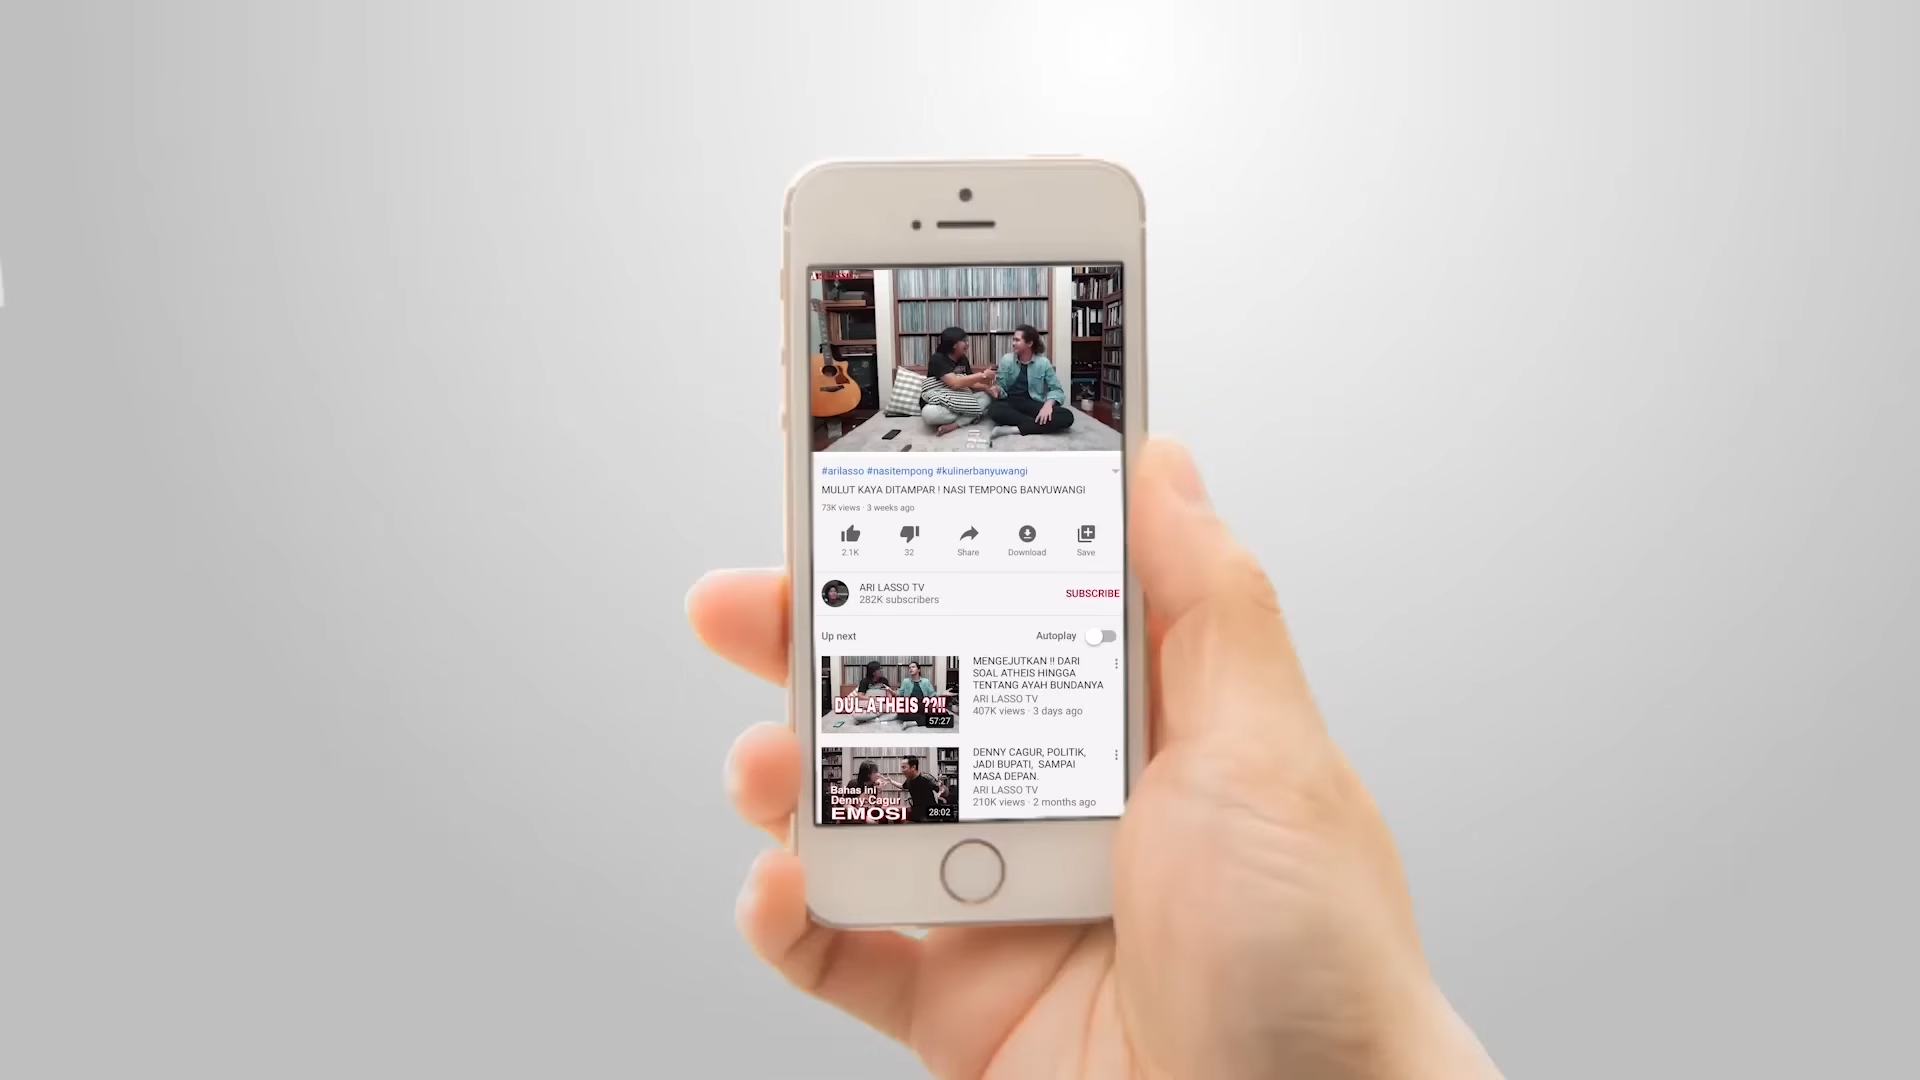 #arilasso #nasitempong #kulinerbanyuwangi
MULUT KAYA DITAMPAR ! NASI TEMPONG BANYUWANGI
73K views · 3 weeks ago
2.1K
32
Share
Download
Save
ARI LASSO TV
282K subscribers
SUBSCRIBE
Up next
Autoplay
DUL ATHEIS ??!!
57:27
MENGEJUTKAN !! DARI
SOAL ATHEIS HINGGA
TENTANG AYAH BUNDANYA
ARI LASSO TV
407K views · 3 days ago
Bahas ini
Denny Cagur
EMOSI
28:02
DENNY CAGUR, POLITIK,
JADI BUPATI, SAMPAI
MASA DEPAN.
ARI LASSO TV
210K views · 2 months ago